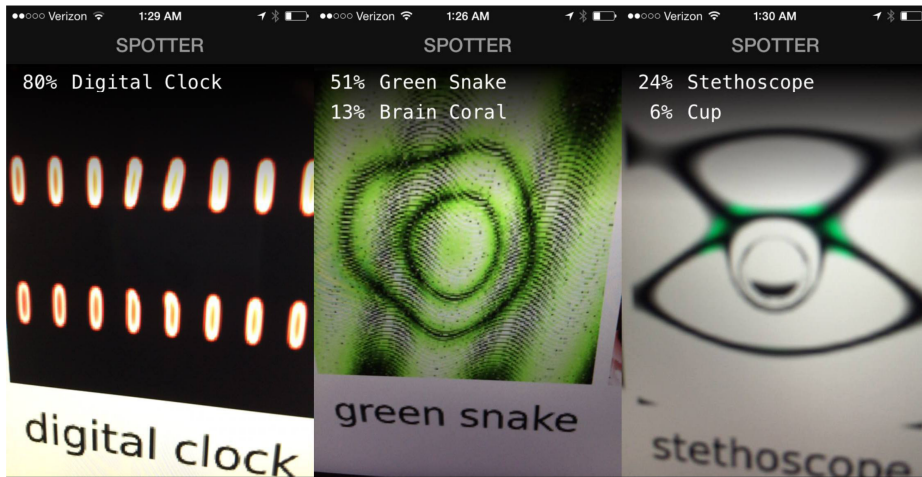 ●●○○○ Verizon 1:29 AM
SPOTTER
80% Digital Clock
digital clock
●●○○○ Verizon 1:26 AM
SPOTTER
51% Green Snake
13% Brain Coral
green snake
●●○○○ Verizon 1:30 AM
SPOTTER
24% Stethoscope
6% Cup
stethoscope